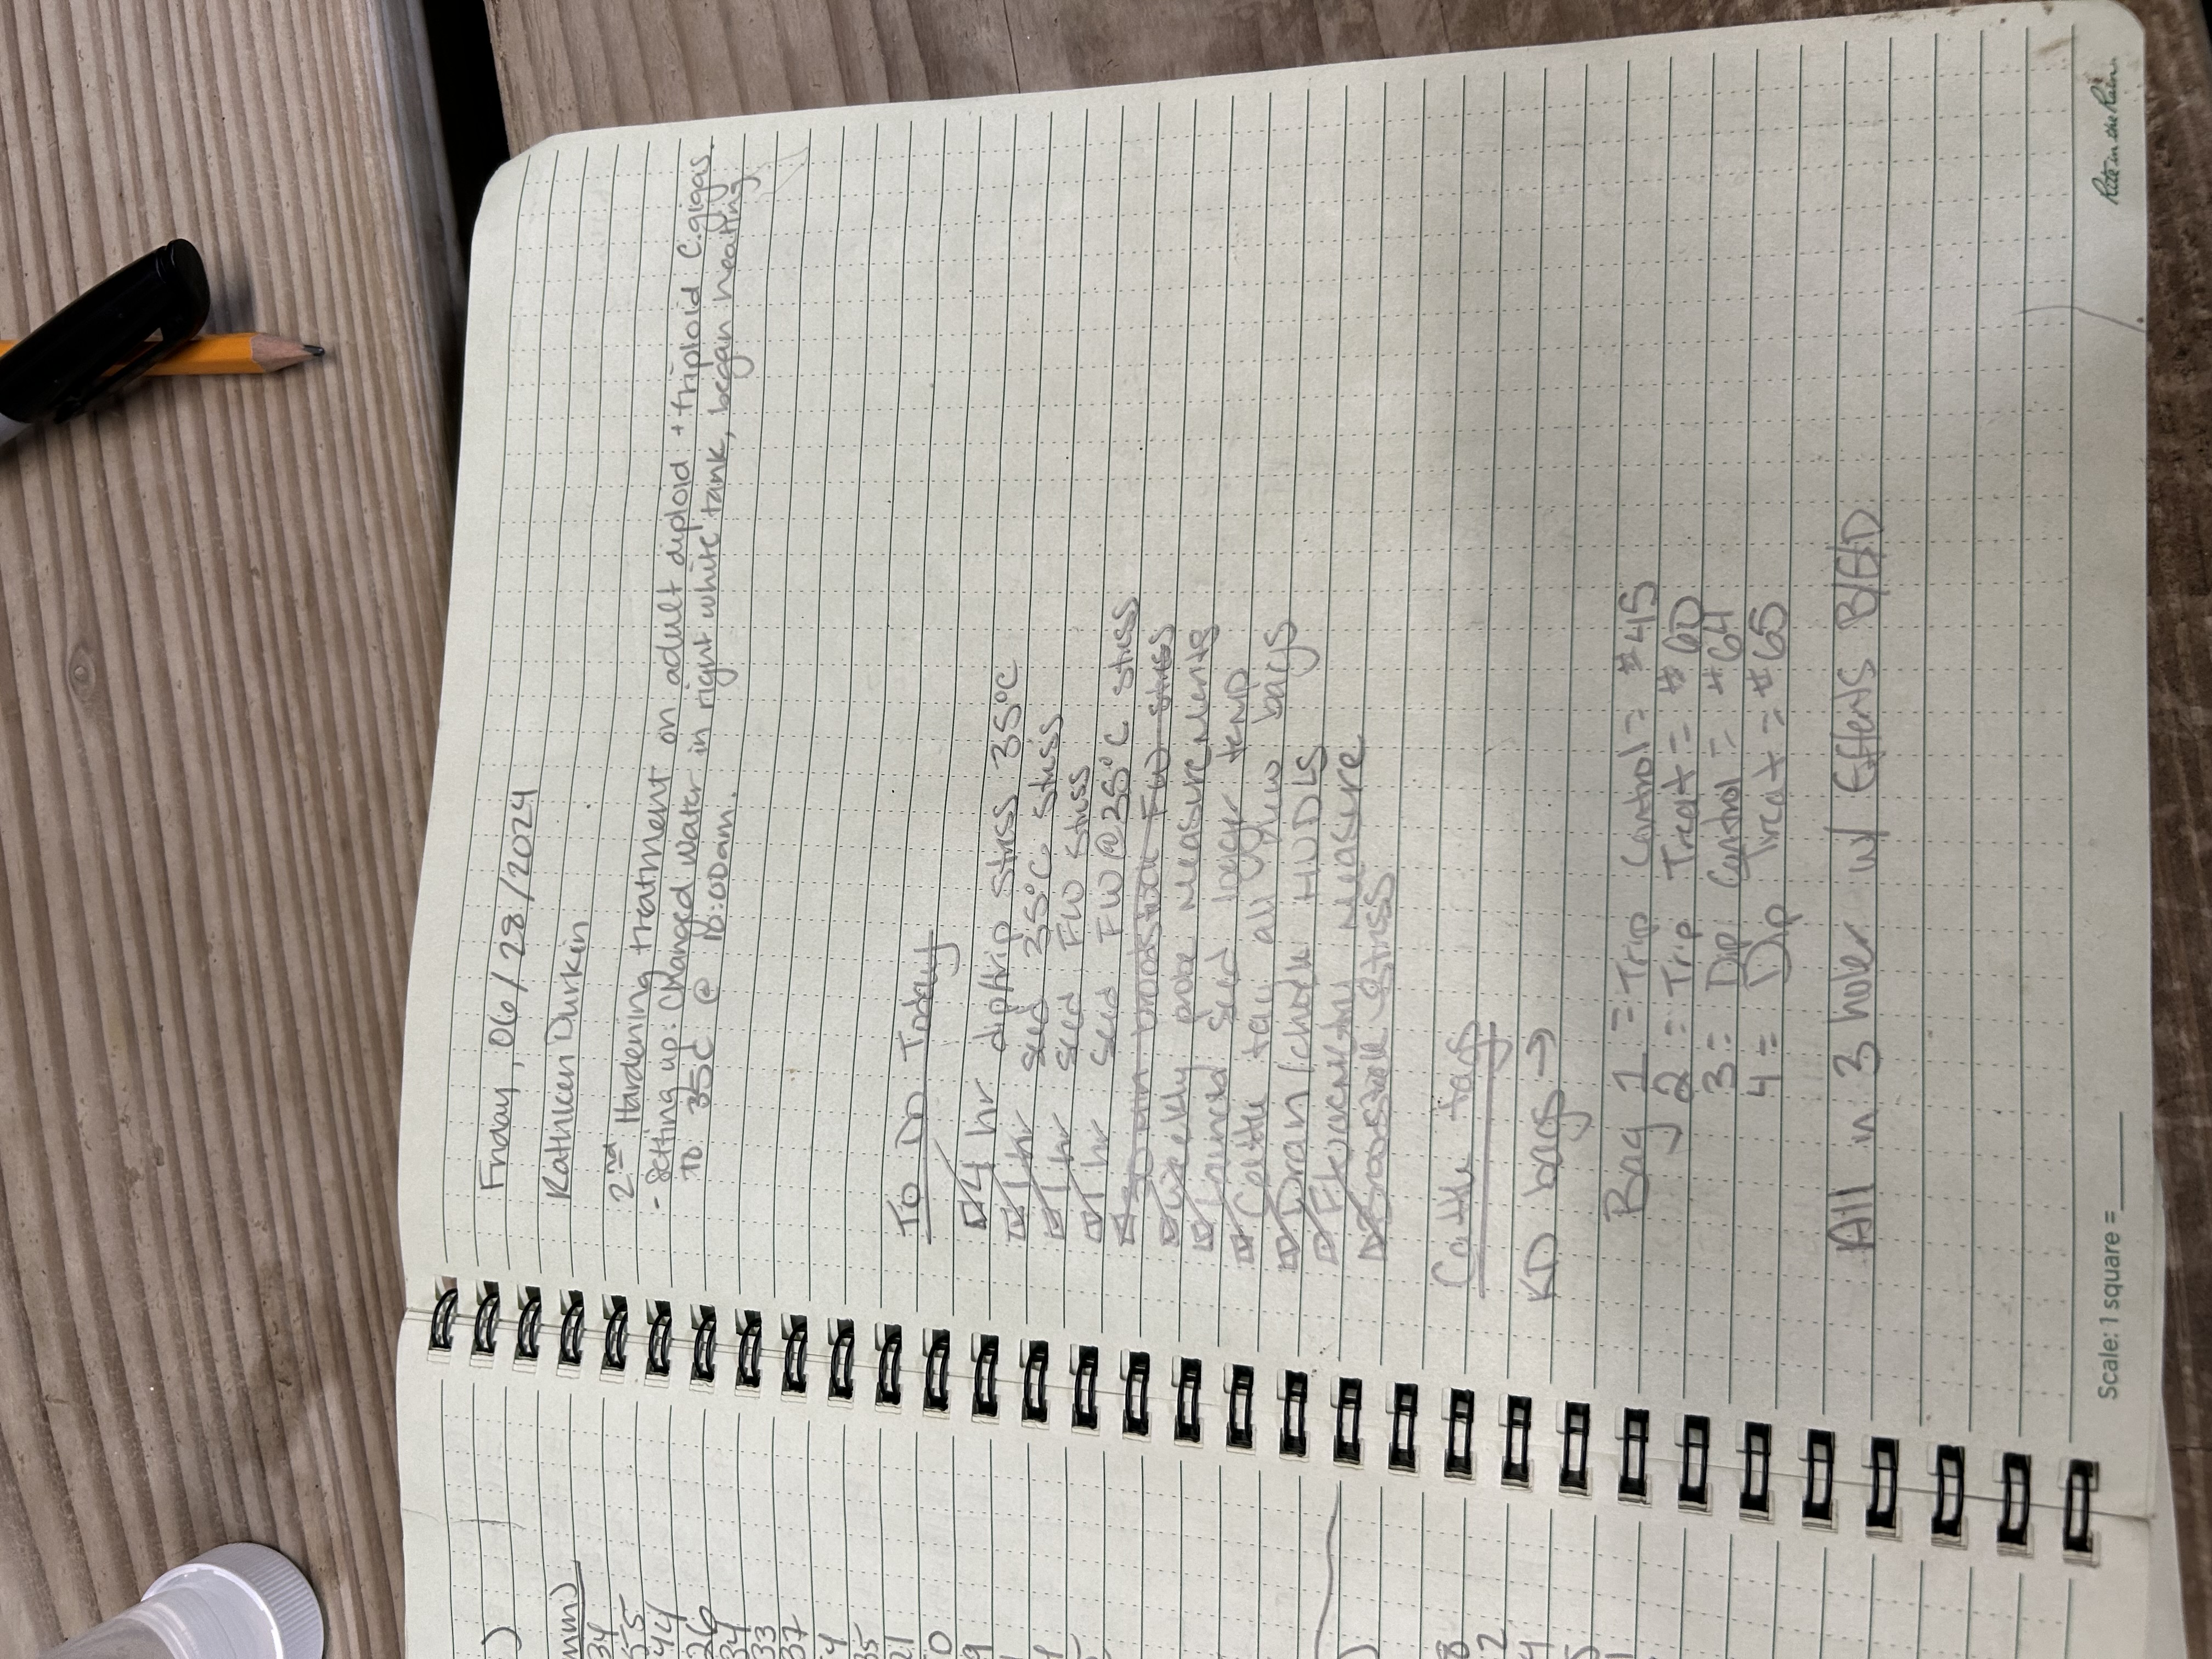 )
mm)
34
55
44
26
34
33
37
4
35
21
0
9
8
2
4
5
Friday, 06/28/2024
Kathleen Durkin
2nd Hardening treatment on adult diploid + triploid C.gigas.
- Setting up: Changed water in right white tank, began heating
to 35C @ 10:00am.
To Do Today
4 hr dip/trip stress 35°C
1 hr seed 35°C stress
1 hr seed FW stress
1 hr seed FW@35°C stress
30 min broodstock FW stress
Weekly probe measurements
Launch seed logger temp
Cattle tag all new bags
Drain/check HUDLS
measure
Broodstock stress
Cattle tags
KD bags →
Bag 1 = Trip Control = #45
2 = Trip Treat = #60
3 = Dip Control = #64
4 = Dip Treat = #65
All in 3 holer w/ Effects B/E/D
Scale: 1 square =
Rite in the Rain